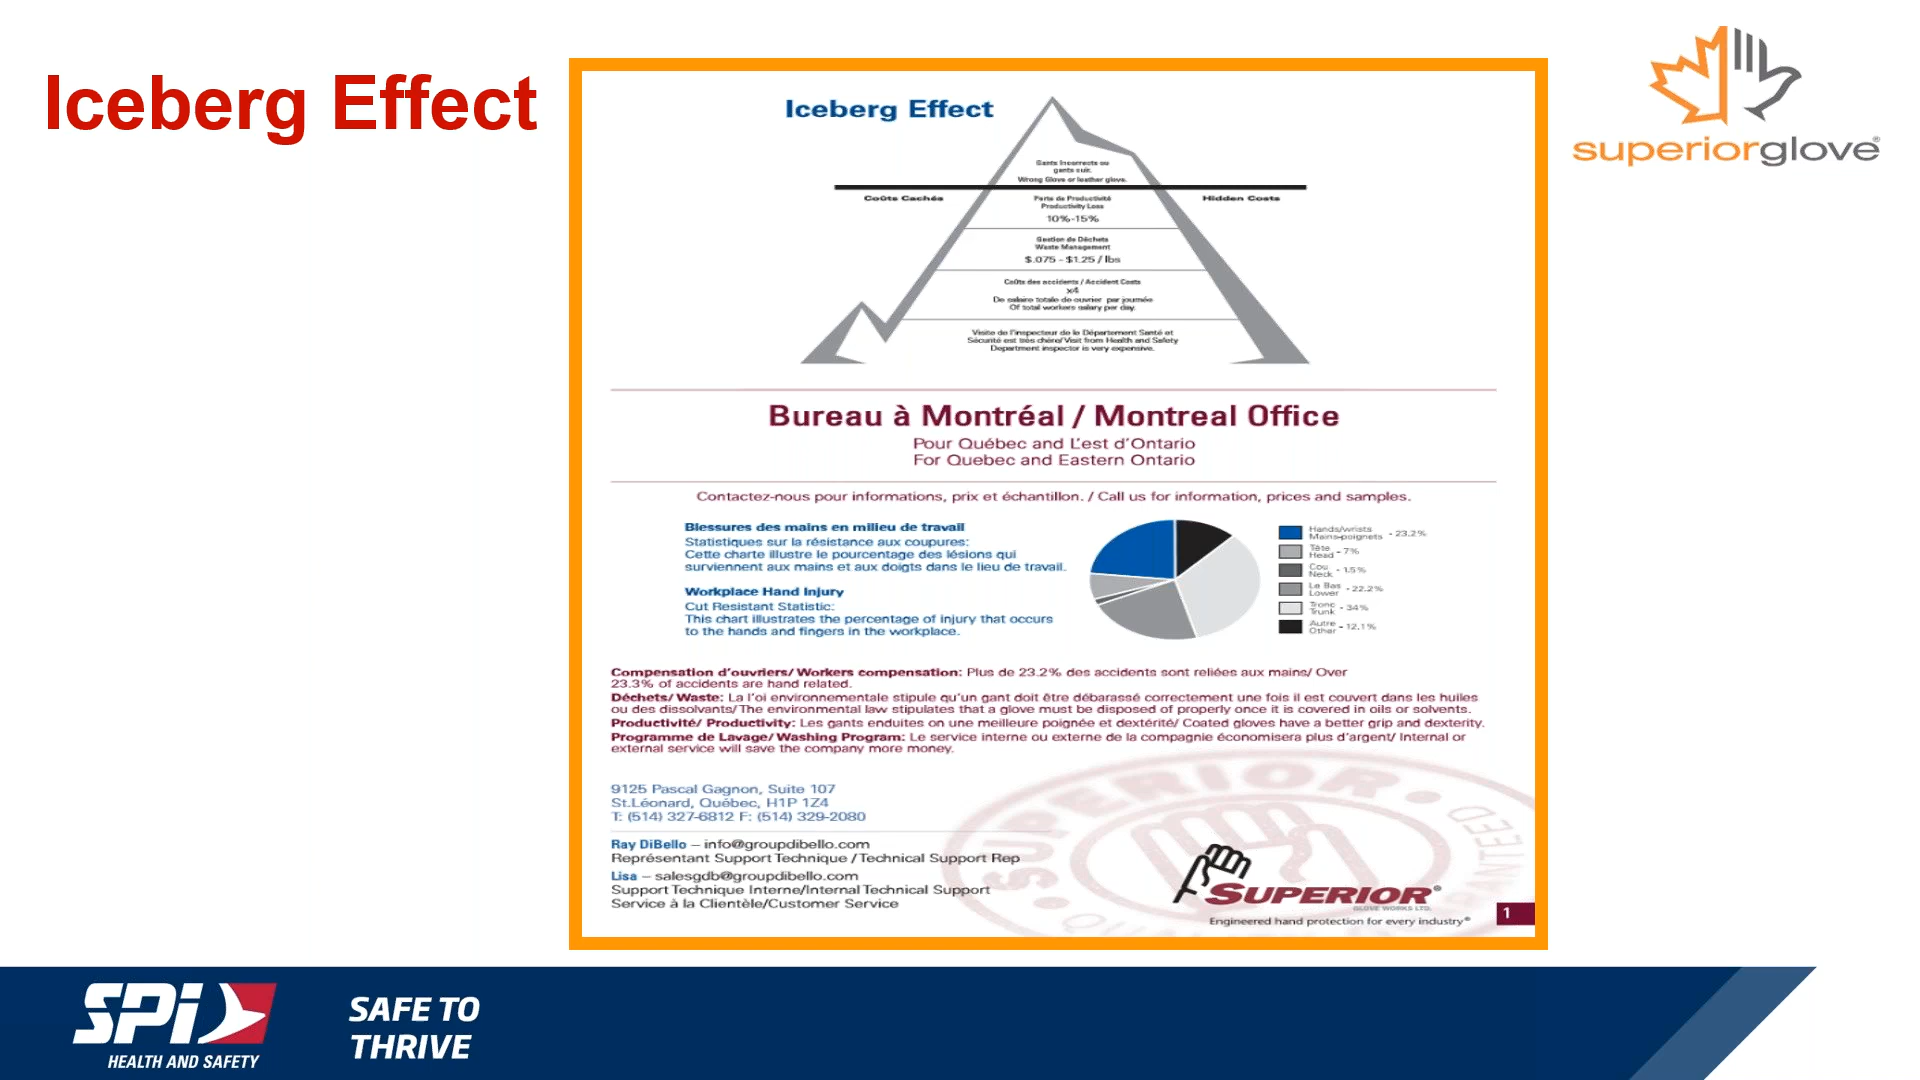 Iceberg Effect
superiorglove®
Iceberg Effect
Gants Incorrects ou
gants cuir.
Wrong Glove or leather glove.
Coûts Cachés
Hidden Costs
Perte de Productivité
Productivity Loss
10%-15%
Gestion de Déchets
Waste Management
$.075 - $1.25 / lbs
Coûts des accidents / Accident Costs
x4
De salaire totale de ouvrier par journée
Of total workers salary per day.
Visite de l'inspecteur de le Département Santé et
Sécurité est très chére/Visit from Health and Safety
Department inspector is very expensive.
Bureau à Montréal / Montreal Office
Pour Québec and L'est d'Ontario
For Quebec and Eastern Ontario
Contactez-nous pour informations, prix et échantillon. / Call us for information, prices and samples.
Blessures des mains en milieu de travail
Statistiques sur la résistance aux coupures:
Cette charte illustre le pourcentage des lésions qui
surviennent aux mains et aux doigts dans le lieu de travail.
Workplace Hand Injury
Cut Resistant Statistic:
This chart illustrates the percentage of injury that occurs
to the hands and fingers in the workplace.
Hands/wrists
Mains-poignets - 23.2%
Tête
Head - 7%
Cou
Neck - 1.5%
Le Bas
Lower - 22.2%
Tronc
Trunk - 34%
Autre
Other - 12.1%
Compensation d'ouvriers/ Workers compensation: Plus de 23.2% des accidents sont reliées aux mains/ Over
23.3% of accidents are hand related.
Déchets/ Waste: La l'oi environnementale stipule qu'un gant doit être débarassé correctement une fois il est couvert dans les huiles
ou des dissolvants/The environmental law stipulates that a glove must be disposed of properly once it is covered in oils or solvents.
Productivité/ Productivity: Les gants enduites on une meilleure poignée et dextérité/ Coated gloves have a better grip and dexterity.
Programme de Lavage/ Washing Program: Le service interne ou externe de la compagnie économisera plus d'argent/ Internal or
external service will save the company more money.
9125 Pascal Gagnon, Suite 107
St.Léonard, Québec, H1P 1Z4
T: (514) 327-6812 F: (514) 329-2080
Ray DiBello – info@groupdibello.com
Représentant Support Technique / Technical Support Rep
Lisa – salesgdb@groupdibello.com
Support Technique Interne/Internal Technical Support
Service à la Clientèle/Customer Service
SUPERIOR
SUPERIOR®
GLOVE WORKS LTD.
Engineered hand protection for every industry®
1
SPi
HEALTH AND SAFETY
SAFE TO
THRIVE